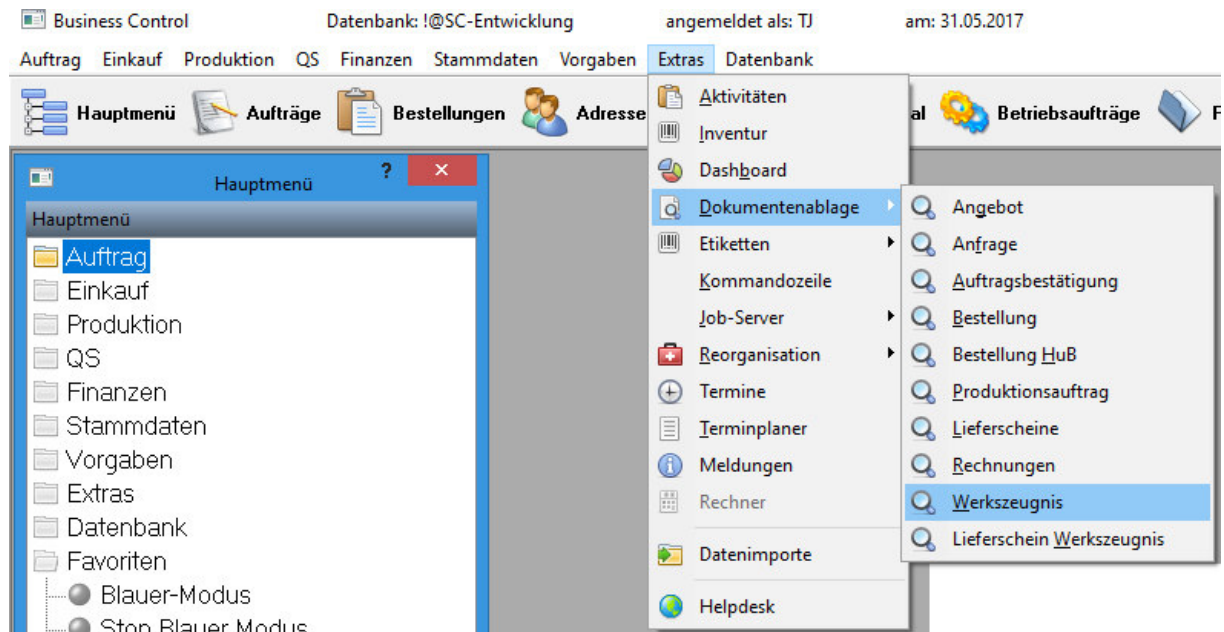 Business Control Datenbank: !@SC-Entwicklung angemeldet als: TJ am: 31.05.2017
Auftrag Einkauf Produktion QS Finanzen Stammdaten Vorgaben Extras Datenbank
Hauptmenü Aufträge Bestellungen Adresse al Betriebsaufträge F
Aktivitäten
Inventur
Dashboard
Dokumentenablage
Etiketten
Kommandozeile
Job-Server
Reorganisation
Termine
Terminplaner
Meldungen
Rechner
Datenimporte
Helpdesk
Angebot
Anfrage
Auftragsbestätigung
Bestellung
Bestellung HuB
Produktionsauftrag
Lieferscheine
Rechnungen
Werkszeugnis
Lieferschein Werkszeugnis
Hauptmenü ?
Hauptmenü
Auftrag
Einkauf
Produktion
QS
Finanzen
Stammdaten
Vorgaben
Extras
Datenbank
Favoriten
Blauer-Modus
Stop Blauer Modus